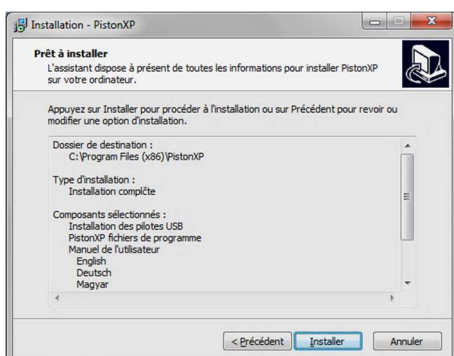 Installation - PistonXP
Prêt à installer
L'assistant dispose à présent de toutes les informations pour installer PistonXP
sur votre ordinateur.
Appuyez sur Installer pour procéder à l'installation ou sur Précédent pour revoir ou
modifier une option d'installation.
Dossier de destination :
C:\Program Files (x86)\PistonXP
Type d'installation :
Installation complčte
Composants sélectionnés :
Installation des pilotes USB
PistonXP fichiers de programme
Manuel de l'utilisateur
English
Deutsch
Magyar
< Précédent Installer Annuler